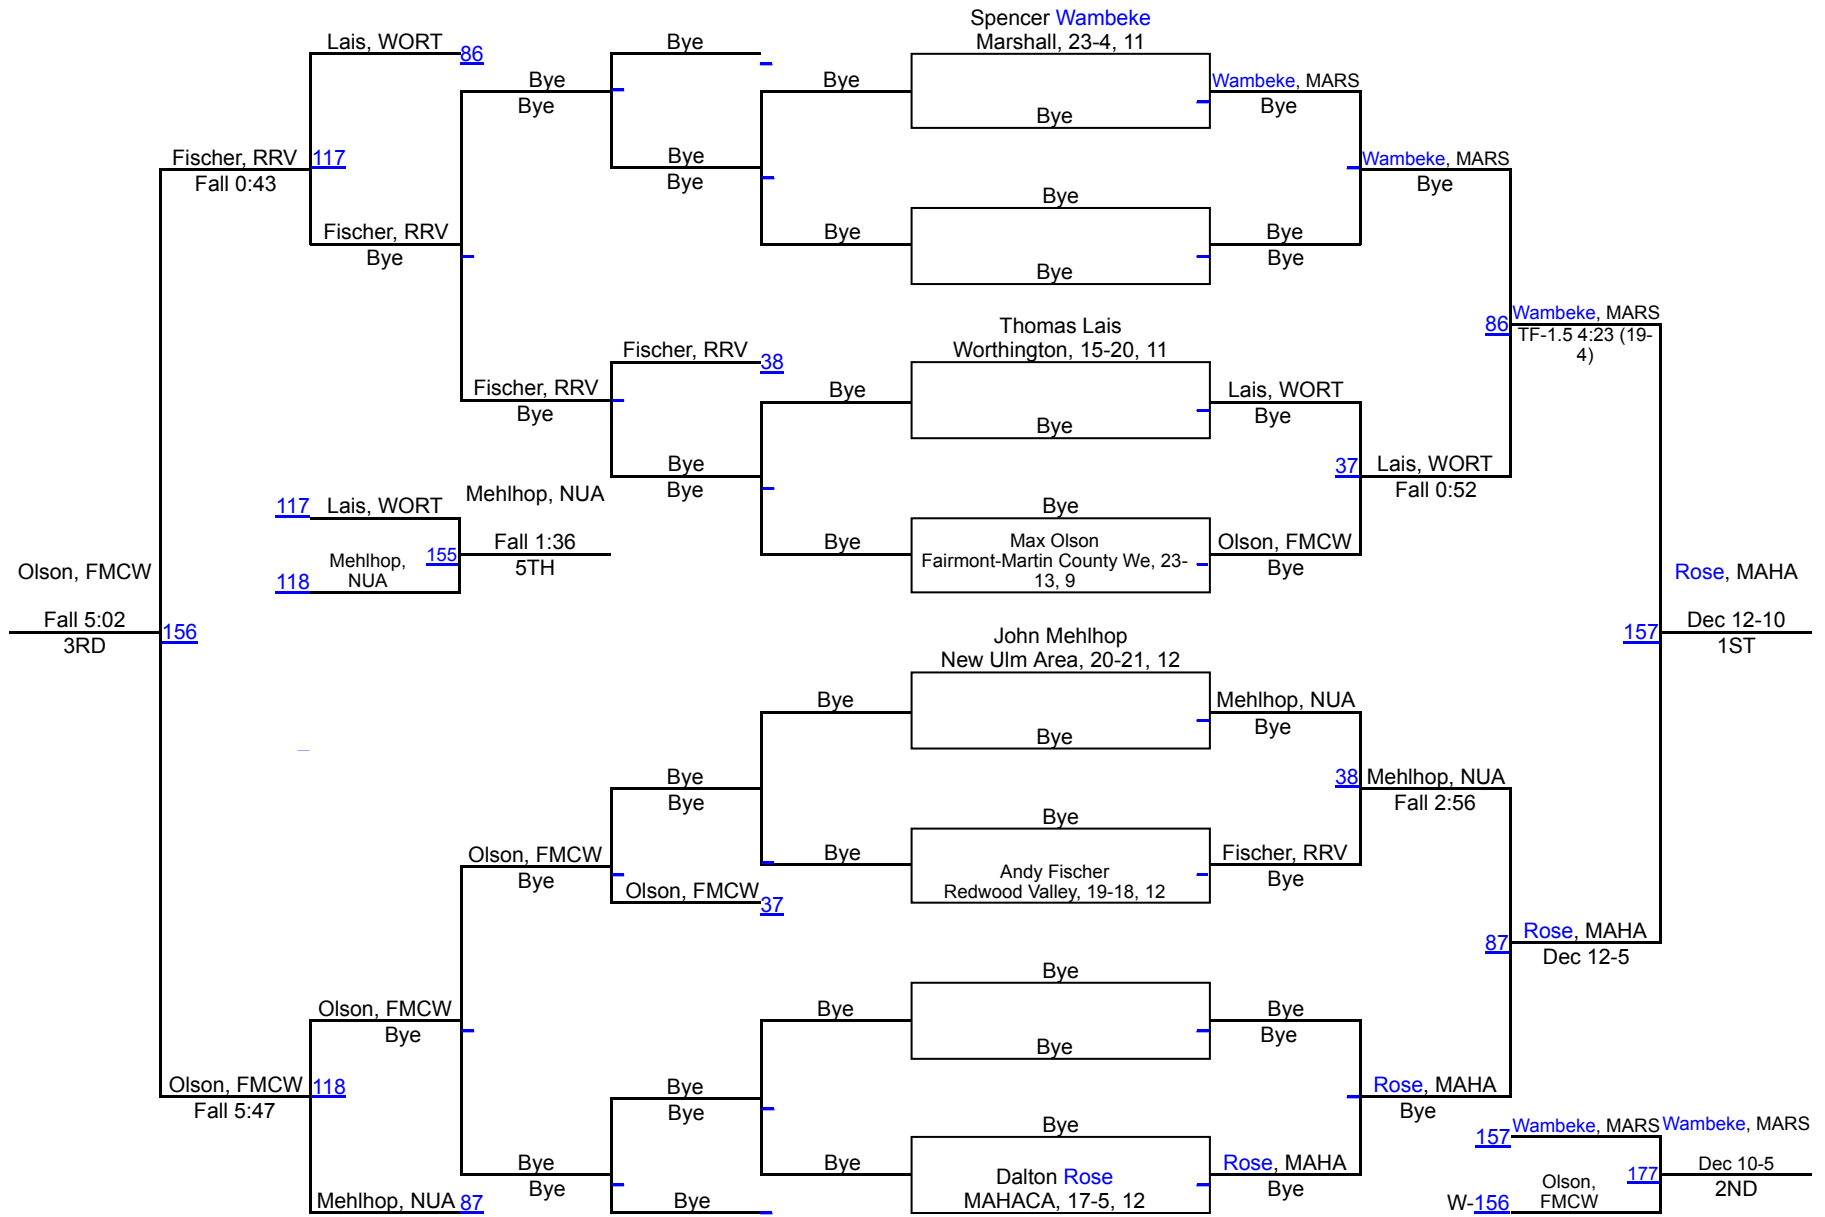 Spencer Wambeke
Marshall, 23-4, 11
Lais, WORT
86
Bye
Bye
Bye
Bye
Wambeke, MARS
Bye
Bye
Fischer, RRV
117
Fall 0:43
Bye
Bye
Wambeke, MARS
Bye
Bye
Fischer, RRV
Bye
Bye
Bye
Bye
Bye
Wambeke, MARS
86
TF-1.5 4:23 (19-
4)
Thomas Lais
Worthington, 15-20, 11
Fischer, RRV
38
Fischer, RRV
Bye
Bye
Lais, WORT
Bye
Bye
Bye
Bye
37
Lais, WORT
Fall 0:52
117
Lais, WORT
Mehlhop, NUA
Bye
Mehlhop,
NUA
118
155
Fall 1:36
5TH
Bye
Max Olson
Fairmont-Martin County We, 23-
13, 9
Olson, FMCW
Bye
Olson, FMCW
Fall 5:02
3RD
156
Rose, MAHA
157
Dec 12-10
1ST
John Mehlhop
New Ulm Area, 20-21, 12
Bye
Mehlhop, NUA
Bye
Bye
Bye
Bye
38
Mehlhop, NUA
Fall 2:56
Bye
Olson, FMCW
Bye
Bye
Andy Fischer
Redwood Valley, 19-18, 12
Fischer, RRV
Bye
Olson, FMCW
37
87
Rose, MAHA
Dec 12-5
Bye
Olson, FMCW
Bye
Bye
Bye
Bye
Bye
Olson, FMCW
118
Fall 5:47
Bye
Bye
Rose, MAHA
Bye
Bye
157
Wambeke, MARS
Wambeke, MARS
Bye
Bye
Bye
Dalton Rose
MAHACA, 17-5, 12
Rose, MAHA
Bye
177
Dec 10-5
2ND
Mehlhop, NUA
87
Bye
W-156
Olson,
FMCW